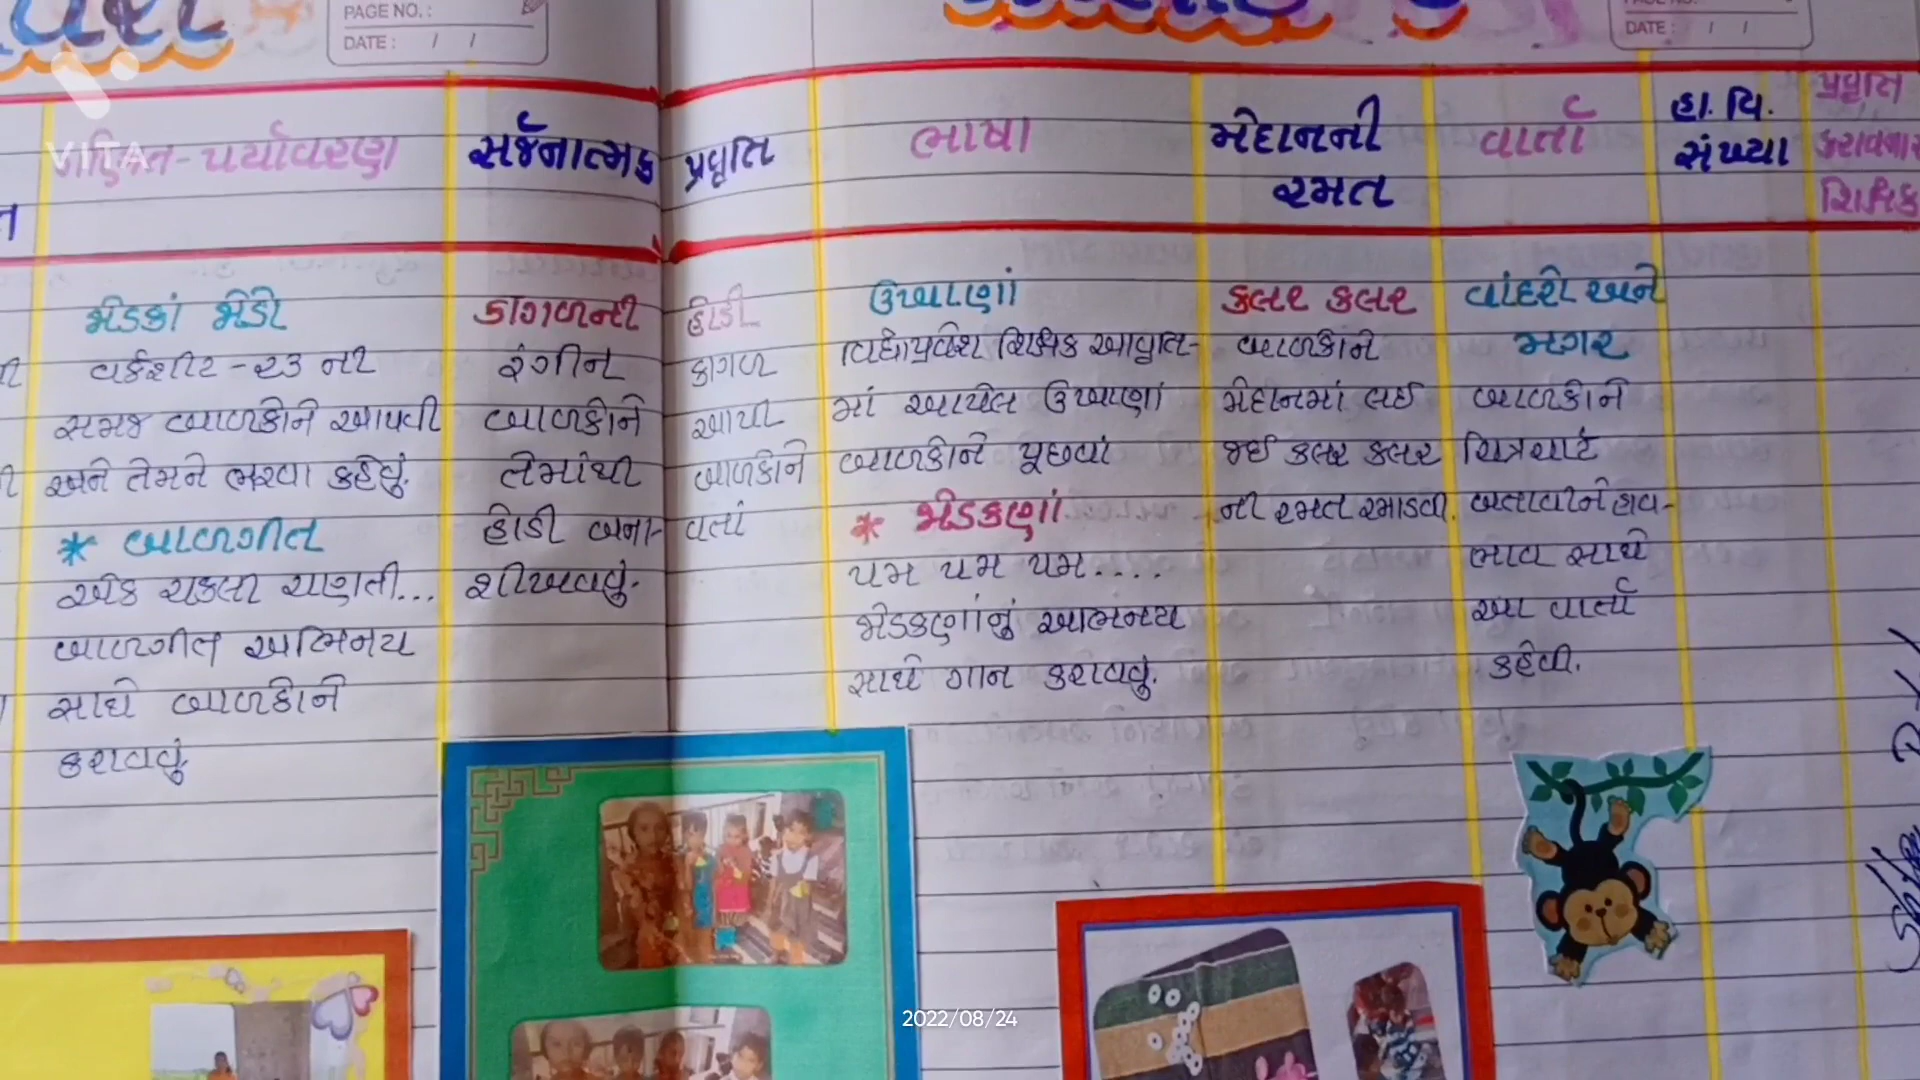 PAGE NO. :
DATE : / /
DATE : / /
VITA
ગણિત-પર્યાવરણ
સર્જનાત્મક પ્રવૃત્તિ
ભાષા
મેદાનની
રમત
વાર્તા
હા. વિ.
સંખ્યા
પ્રવૃત્તિ
કરાવનાર
શિક્ષક
ત
જોડકાં જોડો
વર્કશીટ - ૨૩ ની
સમજ બાળકોને આપવી
અને તેમને ભરવા કહેવું.
* બાળગીત
એક ચકલી ચણતી...
બાળગીત અભિનય
સાથે બાળકોને
કરાવવું
કાગળની હોડી
રંગીન કાગળ
બાળકોને આપી
તેમાંથી બાળકોને
હોડી બના- વતાં
શીખવવું.
ઉખાણાં
વિદ્યાપ્રવેશ શિક્ષક આવૃત્તિ-
માં આપેલ ઉખાણાં
બાળકોને પૂછવાં
* જોડકણાં
પમ પમ પમ....
જોડકણાંનું અભિનય
સાથે ગાન કરાવવું.
કલર કલર
બાળકોને
મેદાનમાં લઈ
જઈ કલર કલર
ની રમત રમાડવી.
વાંદરો અને
મગર
બાળકોને
ચિત્રચાર્ટ
બતાવીને હાવ-
ભાવ સાથે
આ વાર્તા
કહેવી.
2022/08/24